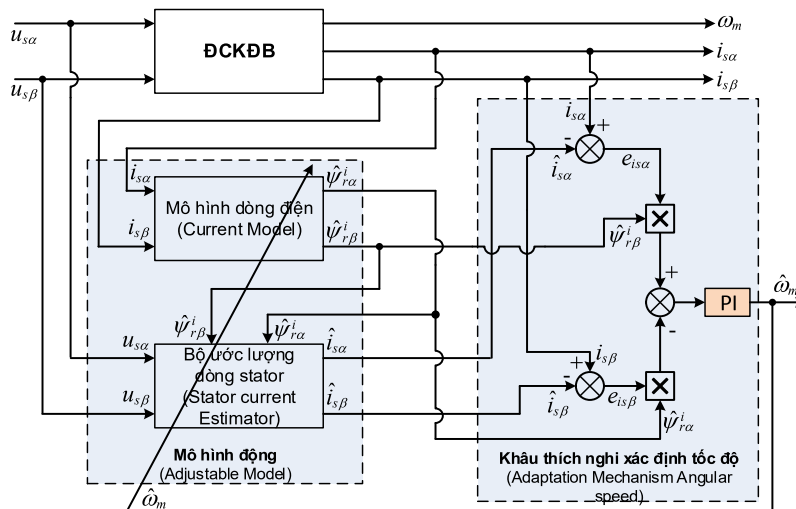 u_sα
u_sβ
ĐCKĐB
ω_m
i_sα
i_sβ
i_sα
i_sβ
Mô hình dòng điện
(Current Model)
ψ̂^i_rα
ψ̂^i_rβ
ψ̂^i_rβ
ψ̂^i_rα
u_sα
u_sβ
Bộ ước lượng
dòng stator
(Stator current
Estimator)
î_sα
î_sβ
Mô hình động
(Adjustable Model)
ω̂_m
i_sα
+
-
î_sα
e_isα
×
ψ̂^i_rβ
+
-
PI
ω̂_m
i_sβ
+
-
î_sβ
e_isβ
×
ψ̂^i_rα
Khâu thích nghi xác định tốc độ
(Adaptation Mechanism Angular
speed)